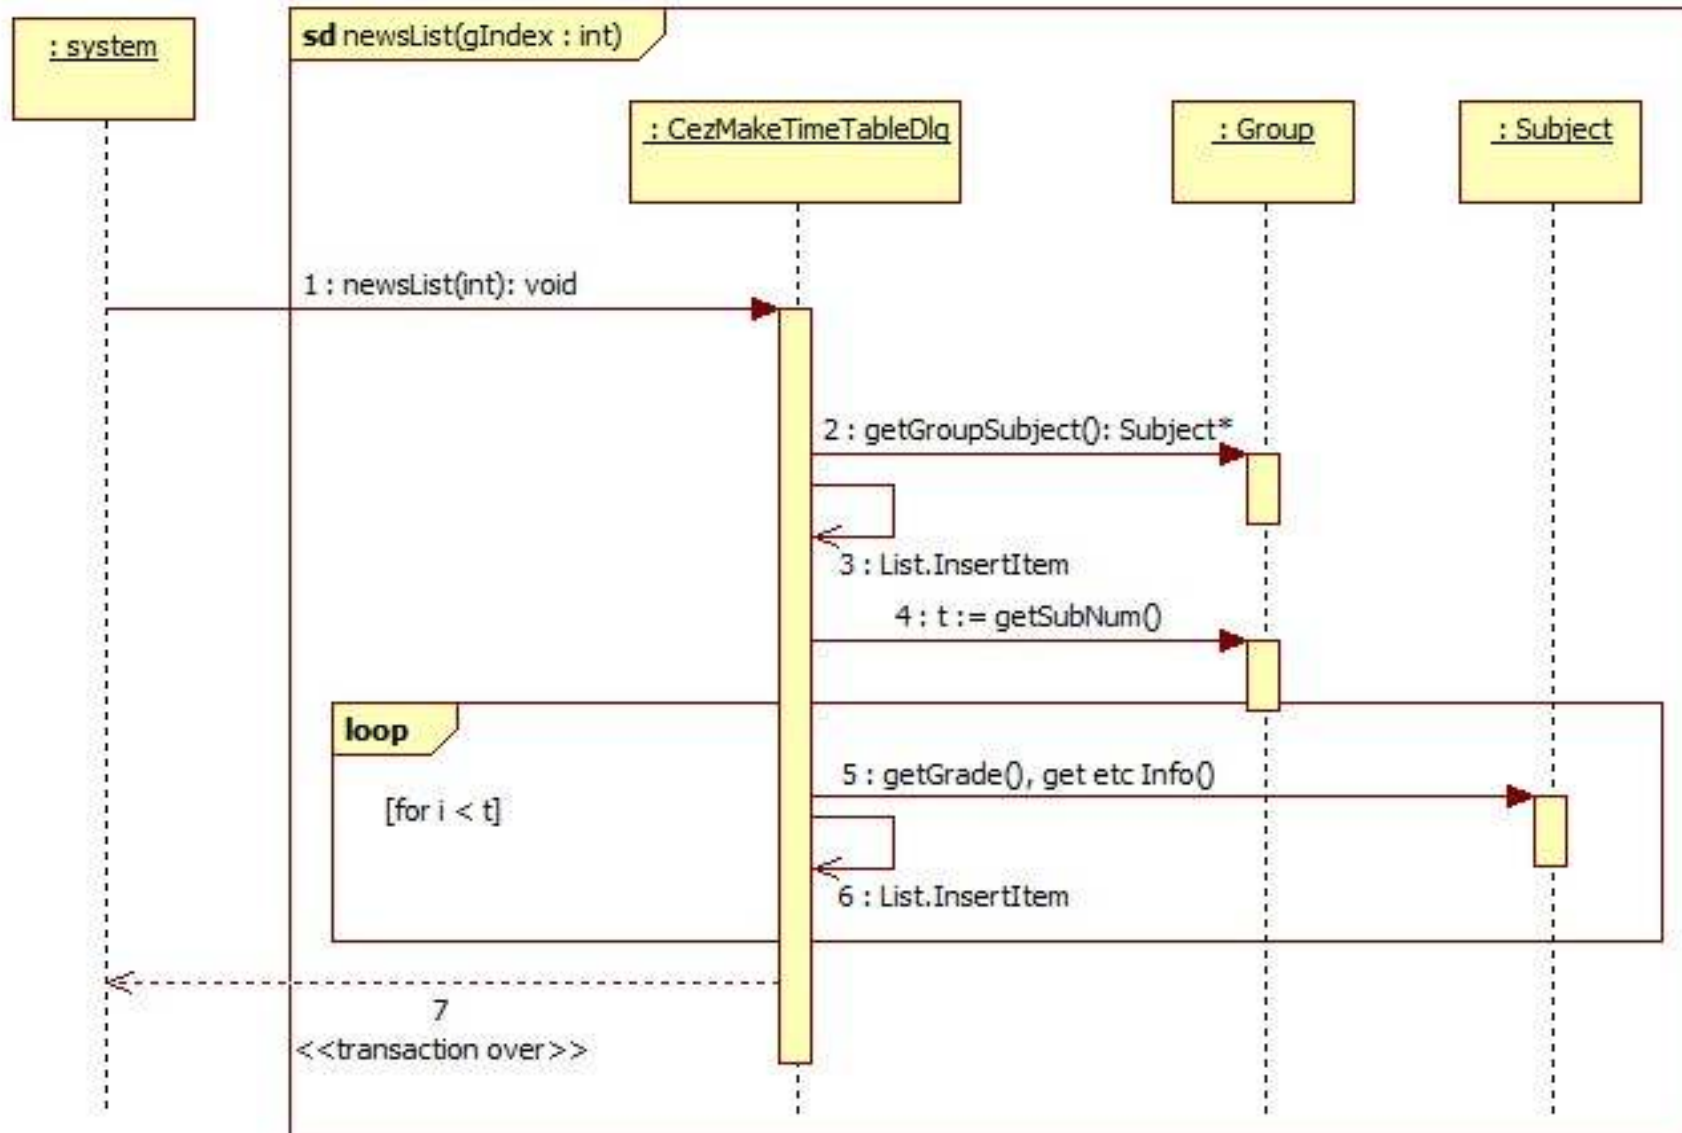 : system
sd newsList(gIndex : int)
: CezMakeTimeTableDlg
: Group
: Subject
1 : newsList(int): void
2 : getGroupSubject(): Subject*
3 : List.InsertItem
4 : t := getSubNum()
loop
5 : getGrade(), get etc Info()
[for i < t]
6 : List.InsertItem
7
<<transaction over>>